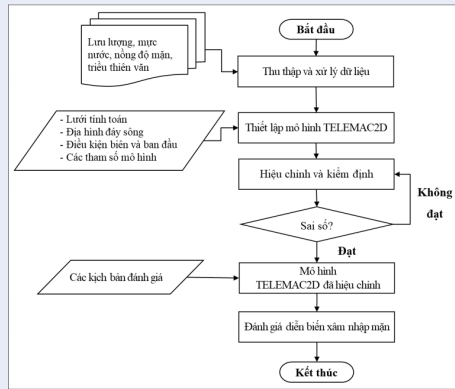 Bắt đầu
Lưu lượng, mực
nước, nồng độ mặn,
triều thiên văn
Thu thập và xử lý dữ liệu
- Lưới tính toán
- Địa hình đáy sông
- Điều kiện biên và ban đầu
- Các tham số mô hình
Thiết lập mô hình TELEMAC2D
Hiệu chỉnh và kiểm định
Không
đạt
Sai số?
Đạt
Các kịch bản đánh giá
Mô hình
TELEMAC2D đã hiệu chỉnh
Đánh giá diễn biến xâm nhập mặn
Kết thúc